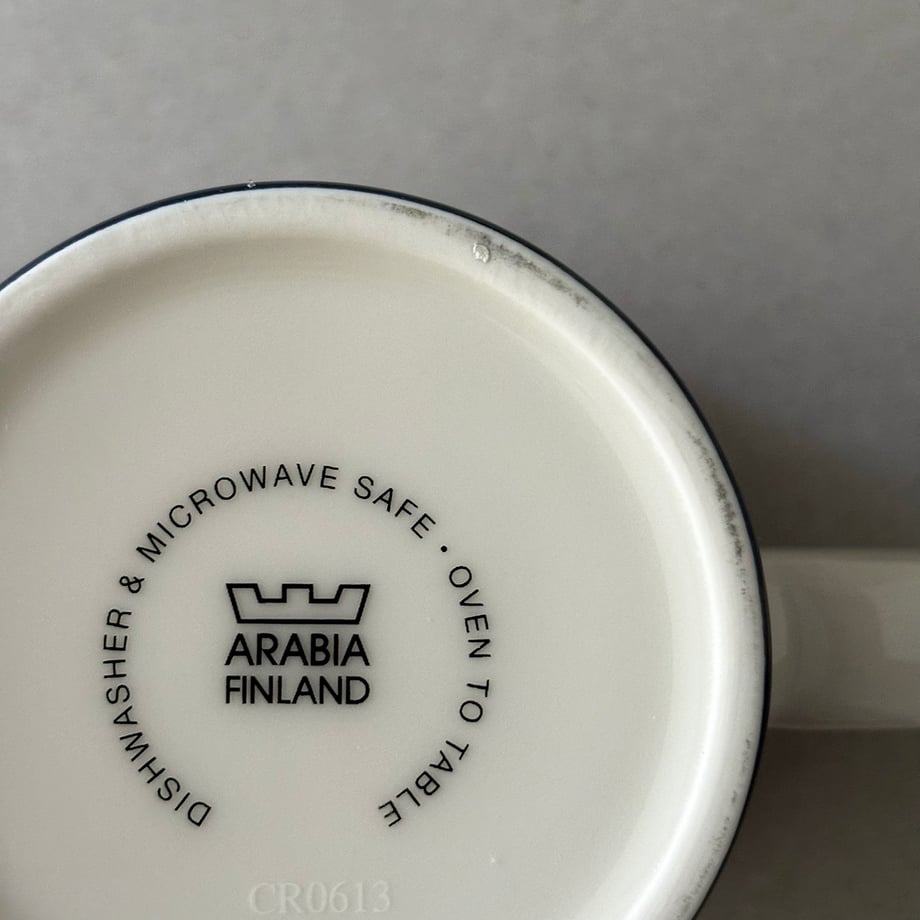 DISHWASHER & MICROWAVE SAFE • OVEN TO TABLE
ARABIA
FINLAND
CR0613